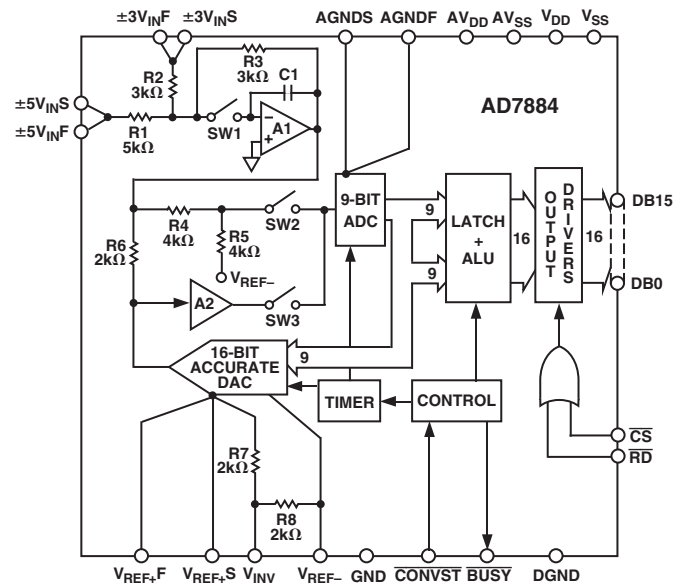 ±3VINF
±3VINS
AGNDS
AGNDF
AVDD
AVSS
VDD
VSS
R3
3kΩ
C1
R2
3kΩ
AD7884
±5VINS
±5VINF
R1
5kΩ
SW1
A1
−
+
9-BIT
ADC
9
9
LATCH
+
ALU
16
OUTPUT
DRIVERS
16
DB15
DB0
R4
4kΩ
SW2
R6
2kΩ
R5
4kΩ
VREF−
A2
SW3
16-BIT
ACCURATE
DAC
9
TIMER
CONTROL
CS
RD
R7
2kΩ
R8
2kΩ
VREF+F
VREF+S
VINV
VREF−
GND
CONVST
BUSY
DGND